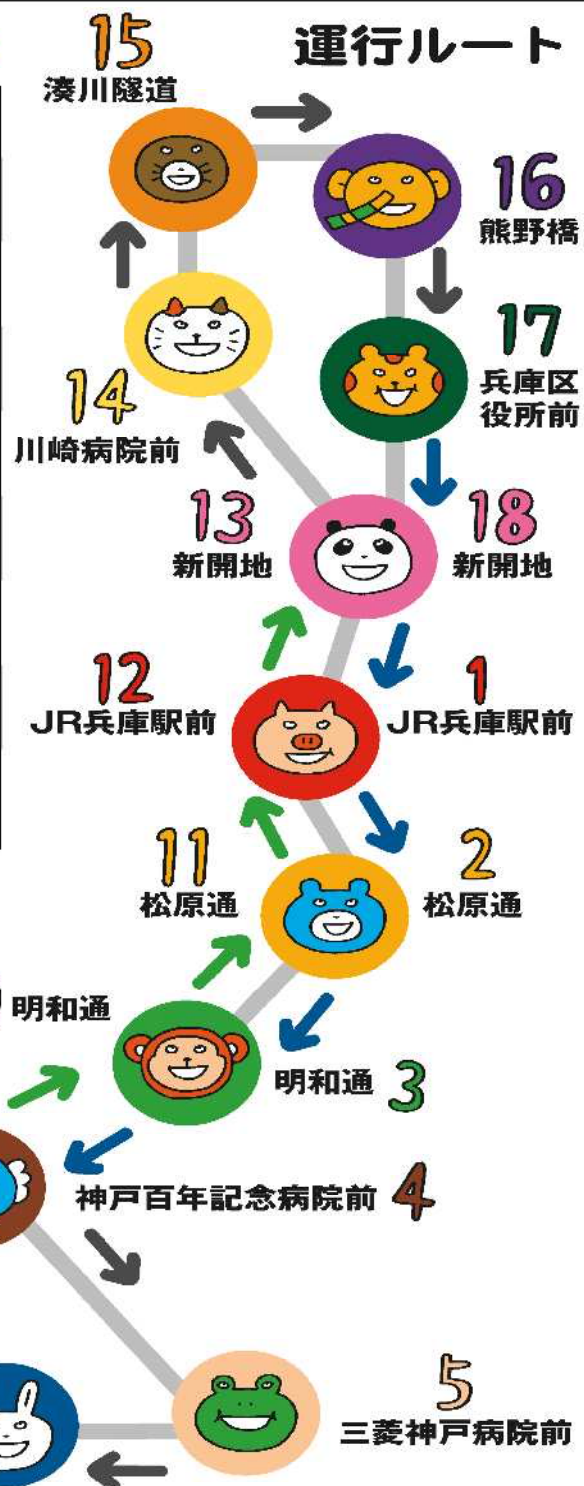 運行ルート
15
湊川隧道
16
熊野橋
17
兵庫区
役所前
14
川崎病院前
13
新開地
18
新開地
12
JR兵庫駅前
1
JR兵庫駅前
11
松原通
2
松原通
明和通
明和通 3
神戸百年記念病院前 4
5
三菱神戸病院前